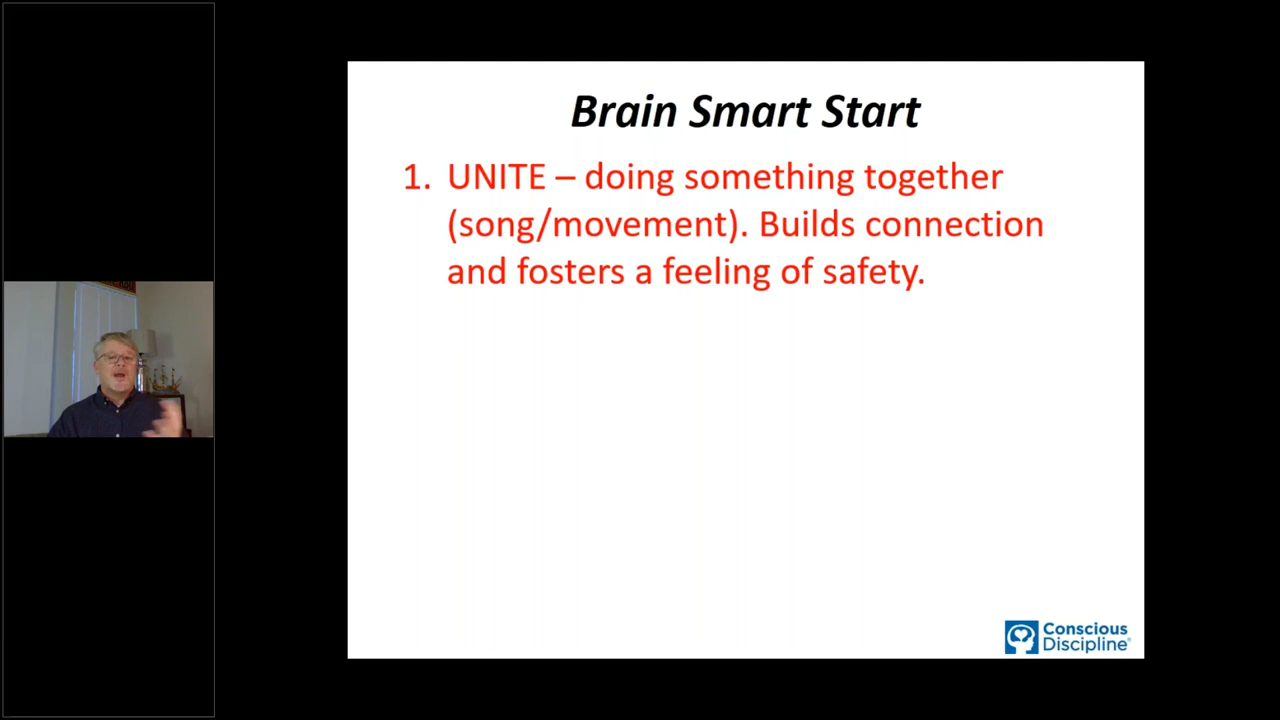 Brain Smart Start
1. UNITE – doing something together
(song/movement). Builds connection
and fosters a feeling of safety.
Conscious
Discipline®